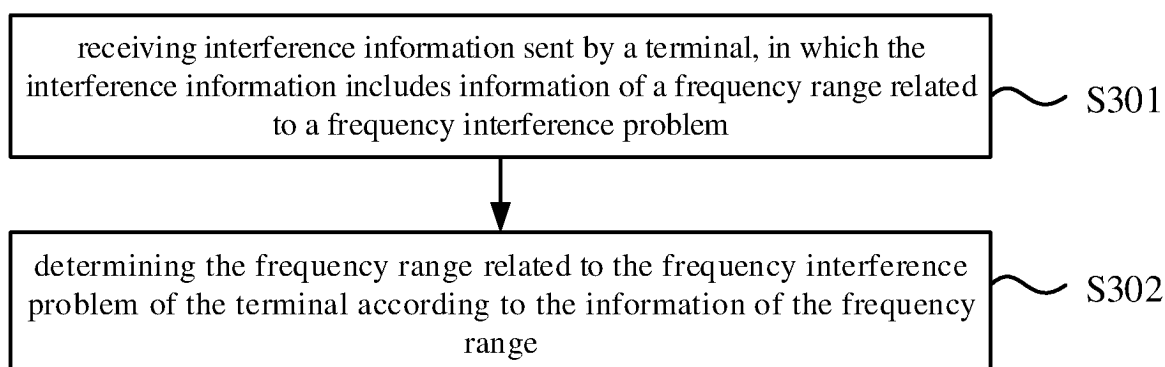 receiving interference information sent by a terminal, in which the
interference information includes information of a frequency range related
to a frequency interference problem
S301
determining the frequency range related to the frequency interference
problem of the terminal according to the information of the frequency
range
S302